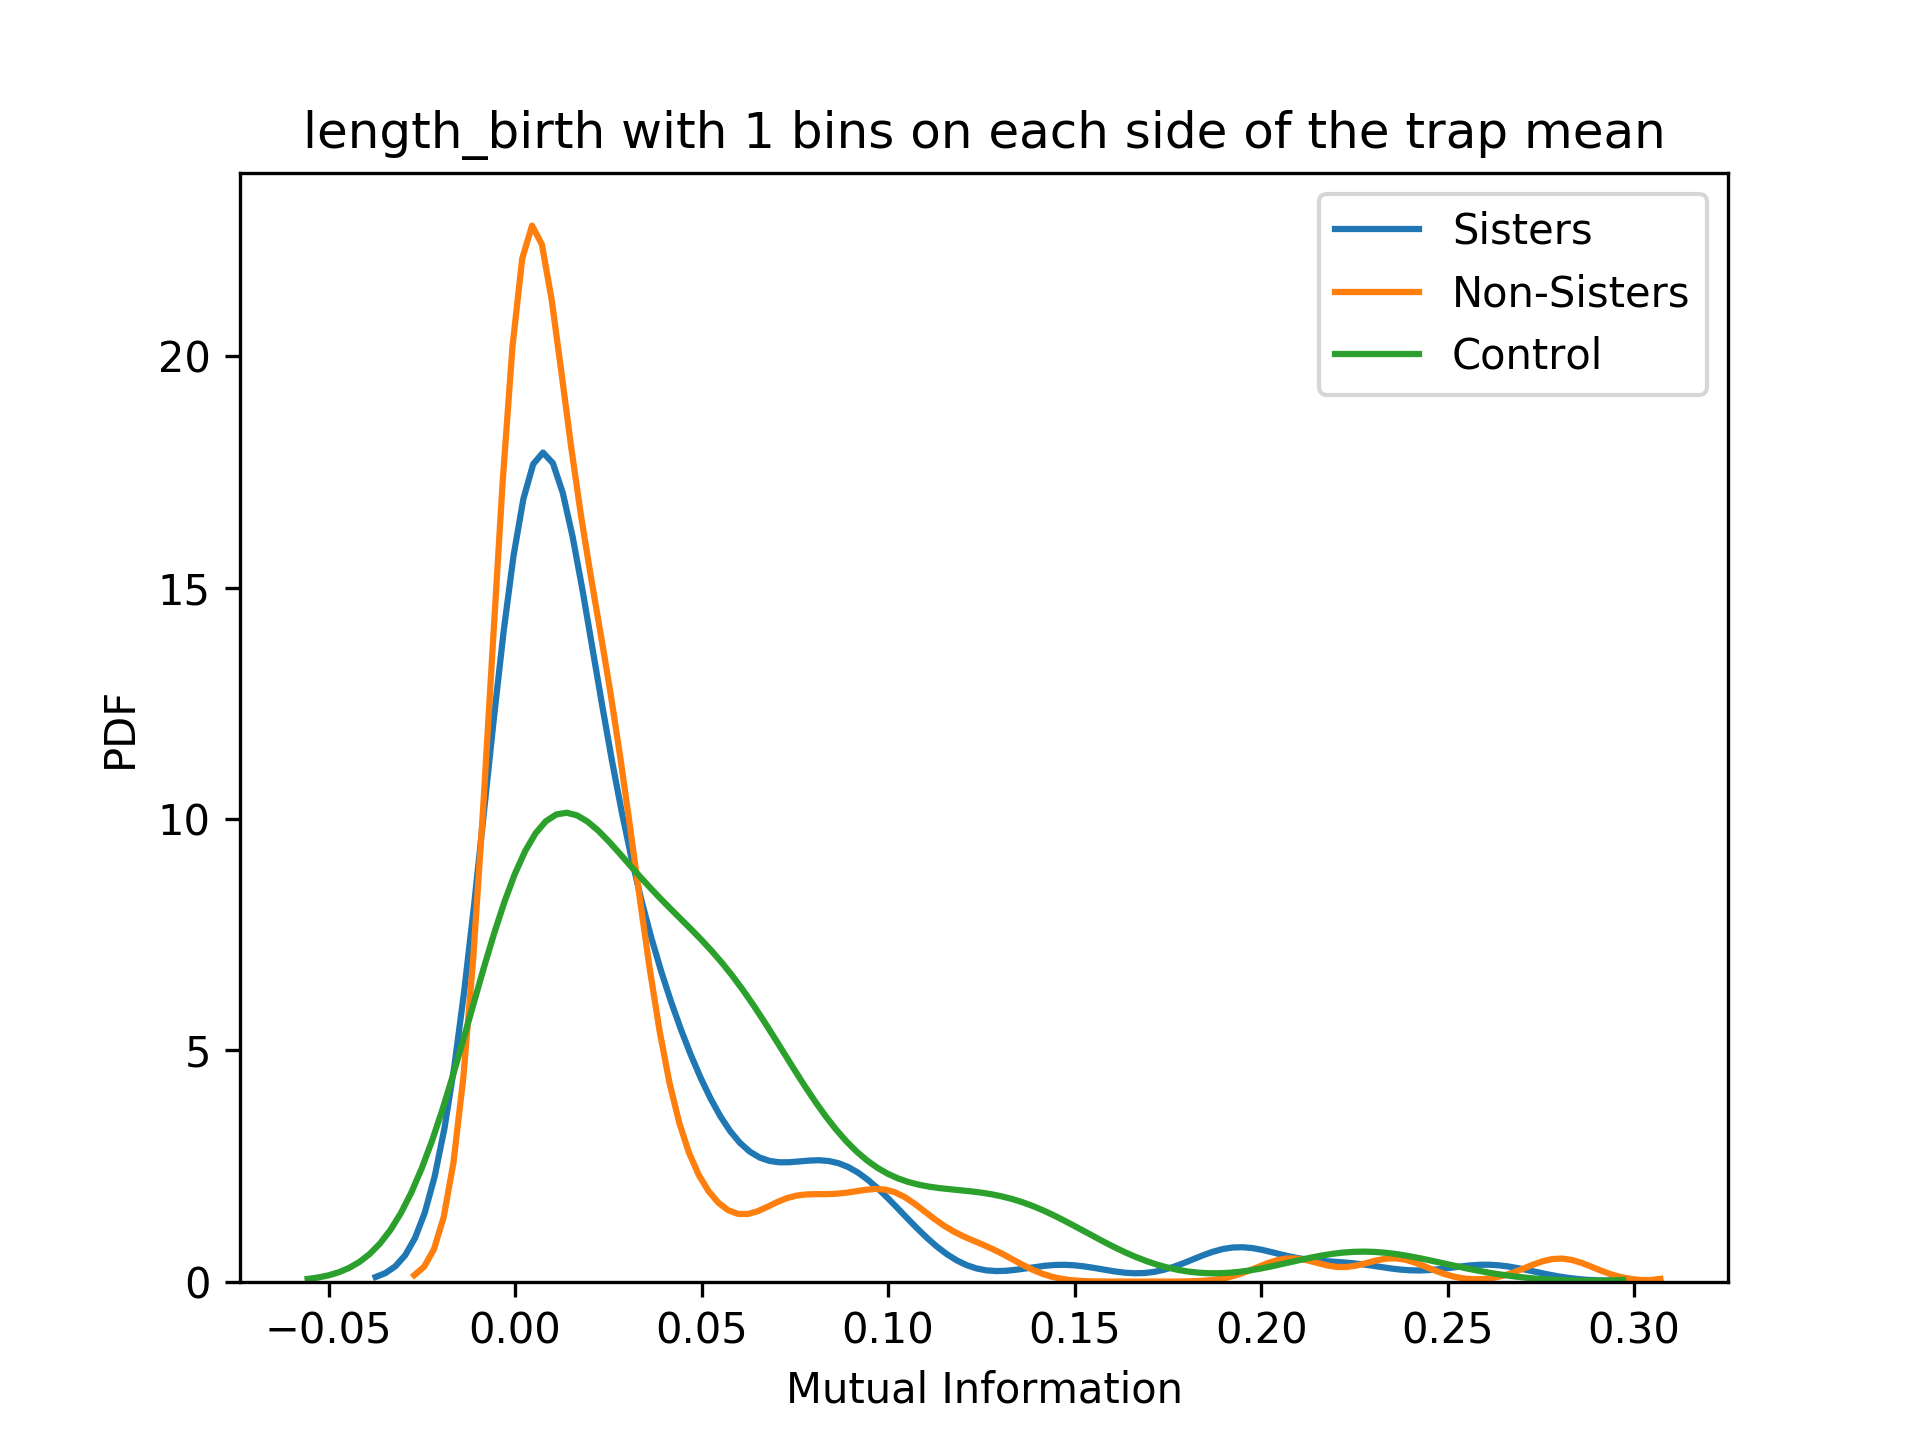 length_birth with 1 bins on each side of the trap mean
Sisters
Non-Sisters
Control
PDF
20
15
10
5
0
−0.05 0.00 0.05 0.10 0.15 0.20 0.25 0.30
Mutual Information